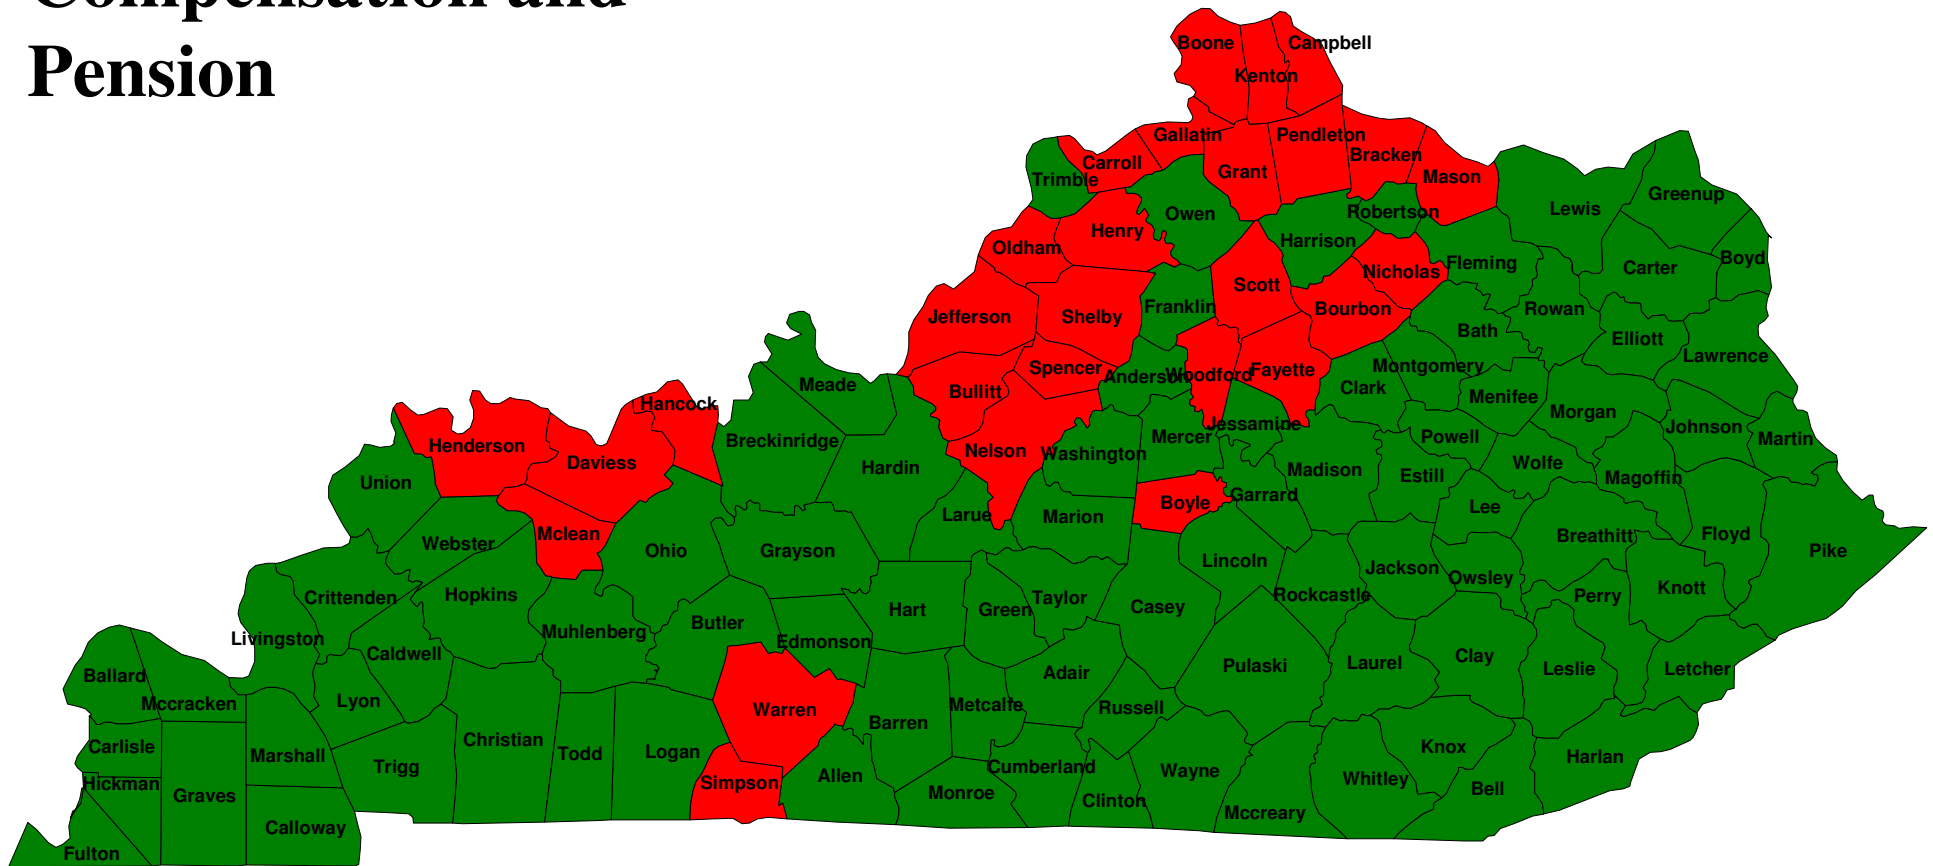 Compensation and
Pension
Boone
Campbell
Kenton
Gallatin
Pendleton
Carroll
Bracken
Grant
Mason
Trimble
Greenup
Lewis
Robertson
Owen
Henry
Harrison
Oldham
Boyd
Fleming
Carter
Nicholas
Scott
Franklin
Bourbon
Rowan
Jefferson
Shelby
Bath
Elliott
Lawrence
Spencer
Montgomery
Fayette
Woodford
Anderson
Meade
Clark
Bullitt
Menifee
Hancock
Morgan
Jessamine
Johnson
Mercer
Powell
Martin
Breckinridge
Henderson
Nelson
Washington
Daviess
Wolfe
Hardin
Madison
Estill
Magoffin
Union
Garrard
Boyle
Lee
Larue
Marion
Mclean
Floyd
Breathitt
Webster
Ohio
Grayson
Pike
Lincoln
Jackson
Owsley
Knott
Hopkins
Rockcastle
Perry
Crittenden
Taylor
Casey
Hart
Green
Butler
Muhlenberg
Livingston
Edmonson
Caldwell
Clay
Laurel
Pulaski
Leslie
Letcher
Adair
Ballard
Lyon
Mccracken
Metcalfe
Russell
Warren
Barren
Christian
Carlisle
Knox
Logan
Todd
Marshall
Harlan
Trigg
Cumberland
Wayne
Allen
Whitley
Simpson
Hickman
Bell
Monroe
Graves
Clinton
Mccreary
Calloway
Fulton